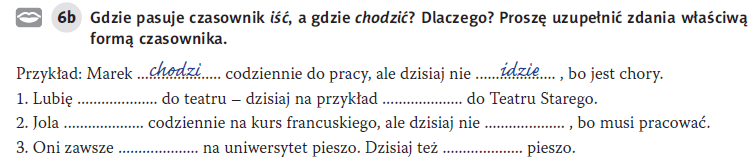 6b Gdzie pasuje czasownik iść, a gdzie chodzić? Dlaczego? Proszę uzupełnić zdania właściwą
formą czasownika.
Przykład: Marek ...chodzi..... codziennie do pracy, ale dzisiaj nie ......idzie.... , bo jest chory.
1. Lubię .................... do teatru – dzisiaj na przykład .................... do Teatru Starego.
2. Jola .................... codziennie na kurs francuskiego, ale dzisiaj nie .................... , bo musi pracować.
3. Oni zawsze .................... na uniwersytet pieszo. Dzisiaj też .................... pieszo.